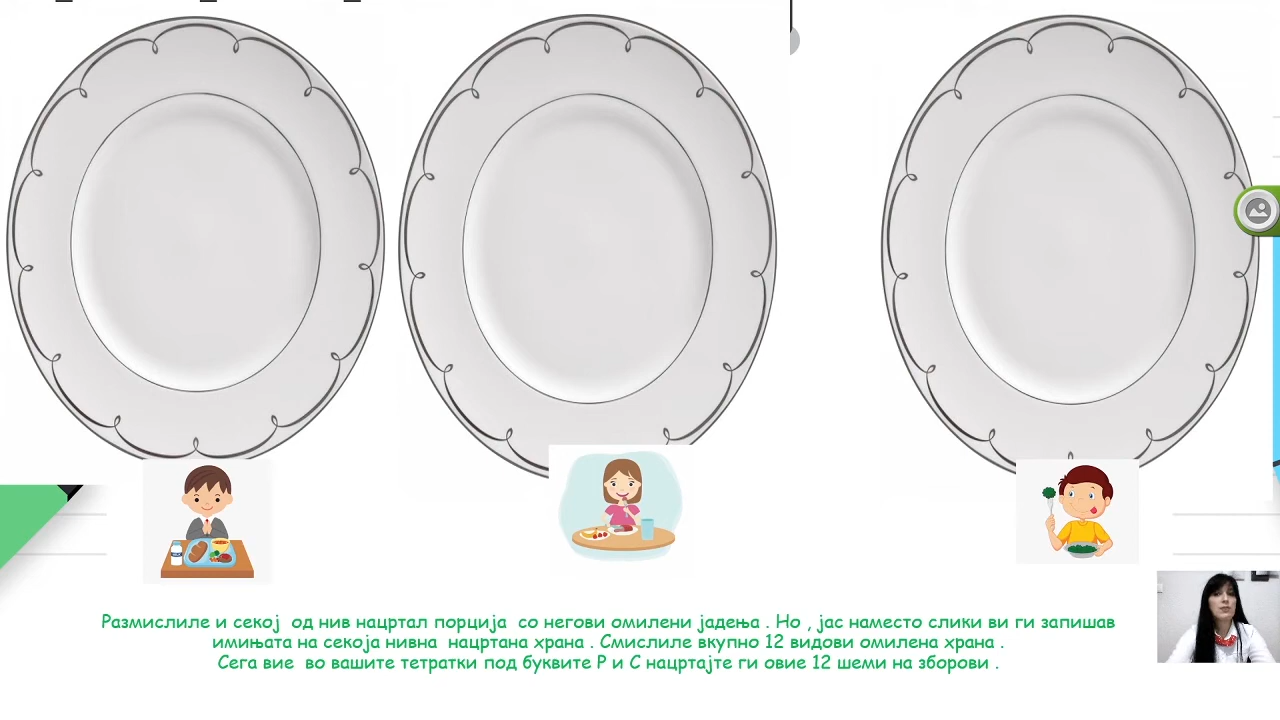 Размислиле и секој од нив нацртал порција со негови омилени јадења . Но , јас наместо слики ви ги запишав
имињата на секоја нивна нацртана храна . Смислиле вкупно 12 видови омилена храна .
Сега вие во вашите тетратки под буквите Р и С нацртајте ги овие 12 шеми на зборови .